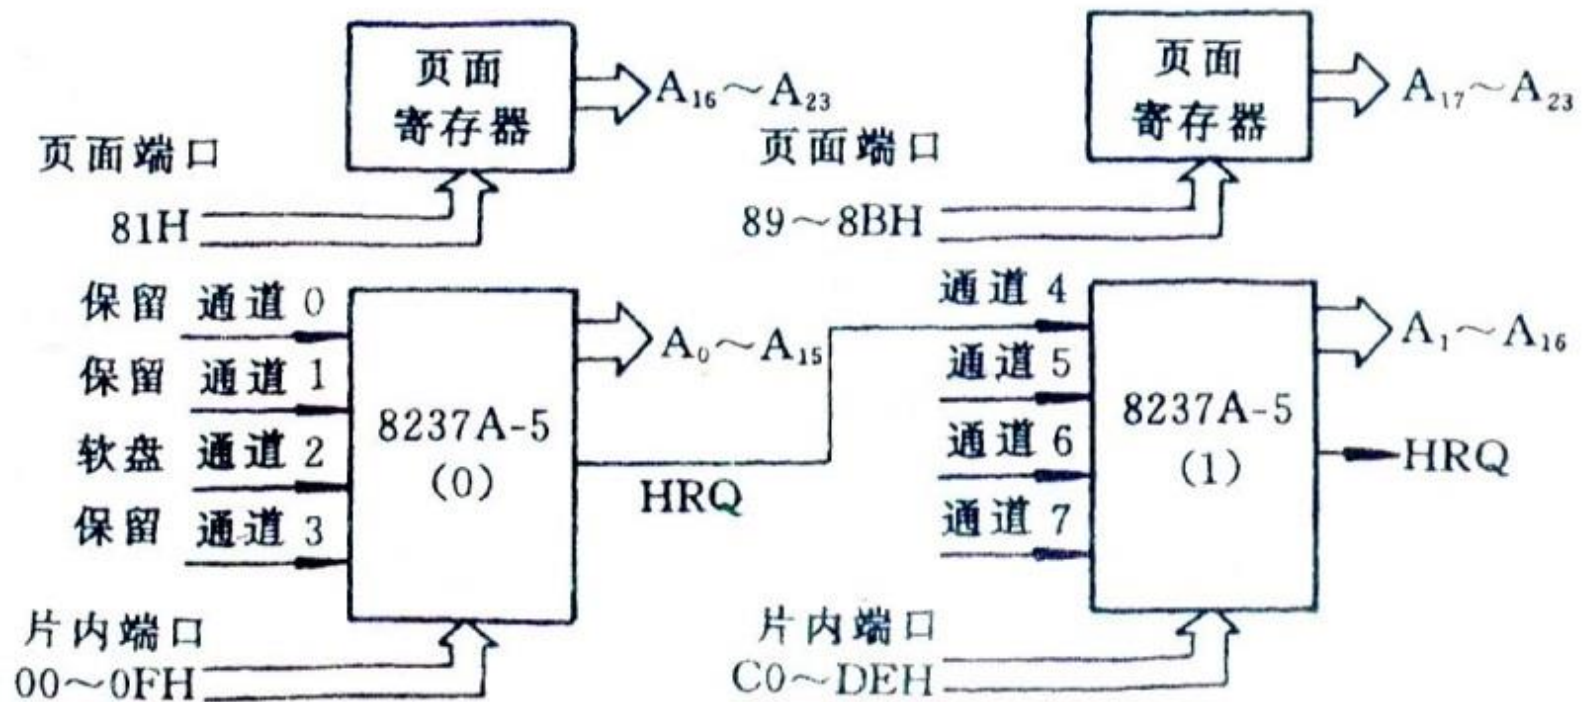 页面
寄存器
A₁₆～A₂₃
页面端口
81H
保留 通道 0
保留 通道 1
软盘 通道 2
保留 通道 3
8237A-5
(0)
A₀～A₁₅
HRQ
片内端口
00～0FH
页面
寄存器
A₁₇～A₂₃
页面端口
89～8BH
通道 4
通道 5
通道 6
通道 7
8237A-5
(1)
A₁～A₁₆
HRQ
片内端口
C0～DEH